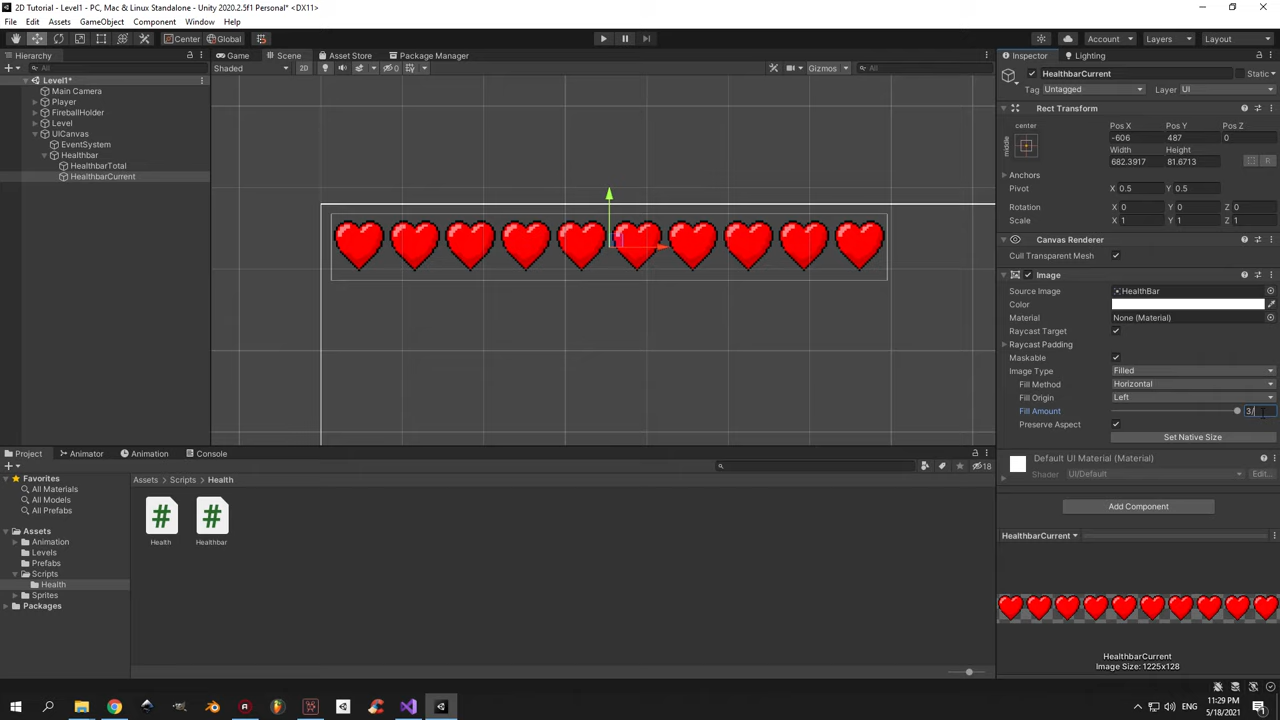 2D Tutorial - Level1 - PC, Mac & Linux Standalone - Unity 2020.2.5f1 Personal* <DX11>
File Edit Assets GameObject Component Window Help
Center Global Account Layers Layout
Hierarchy Game Scene Asset Store Package Manager Inspector Lighting
All Shaded 2D 0 Gizmos All
Level1*
Main Camera
Player
FireballHolder
Level
UICanvas
EventSystem
Healthbar
HealthbarTotal
HealthbarCurrent
HealthbarCurrent Static
Tag Untagged Layer UI
Rect Transform
center Pos X Pos Y Pos Z
middle -606 487 0
Width Height
682.3917 81.6713 R
Anchors
Pivot X 0.5 Y 0.5
Rotation X 0 Y 0 Z 0
Scale X 1 Y 1 Z 1
Canvas Renderer
Cull Transparent Mesh
Image
Source Image HealthBar
Color
Material None (Material)
Raycast Target
Raycast Padding
Maskable
Image Type Filled
Fill Method Horizontal
Fill Origin Left
Fill Amount 3/
Preserve Aspect
Set Native Size
Default UI Material (Material)
Shader UI/Default Edit...
Add Component
HealthbarCurrent
HealthbarCurrent
Image Size: 1225x128
Project Animator Animation Console
18
Favorites
All Materials
All Models
All Prefabs
Assets
Animation
Levels
Prefabs
Scripts
Health
Sprites
Packages
Assets > Scripts > Health
Health Healthbar
ENG 11:29 PM
5/18/2021
1